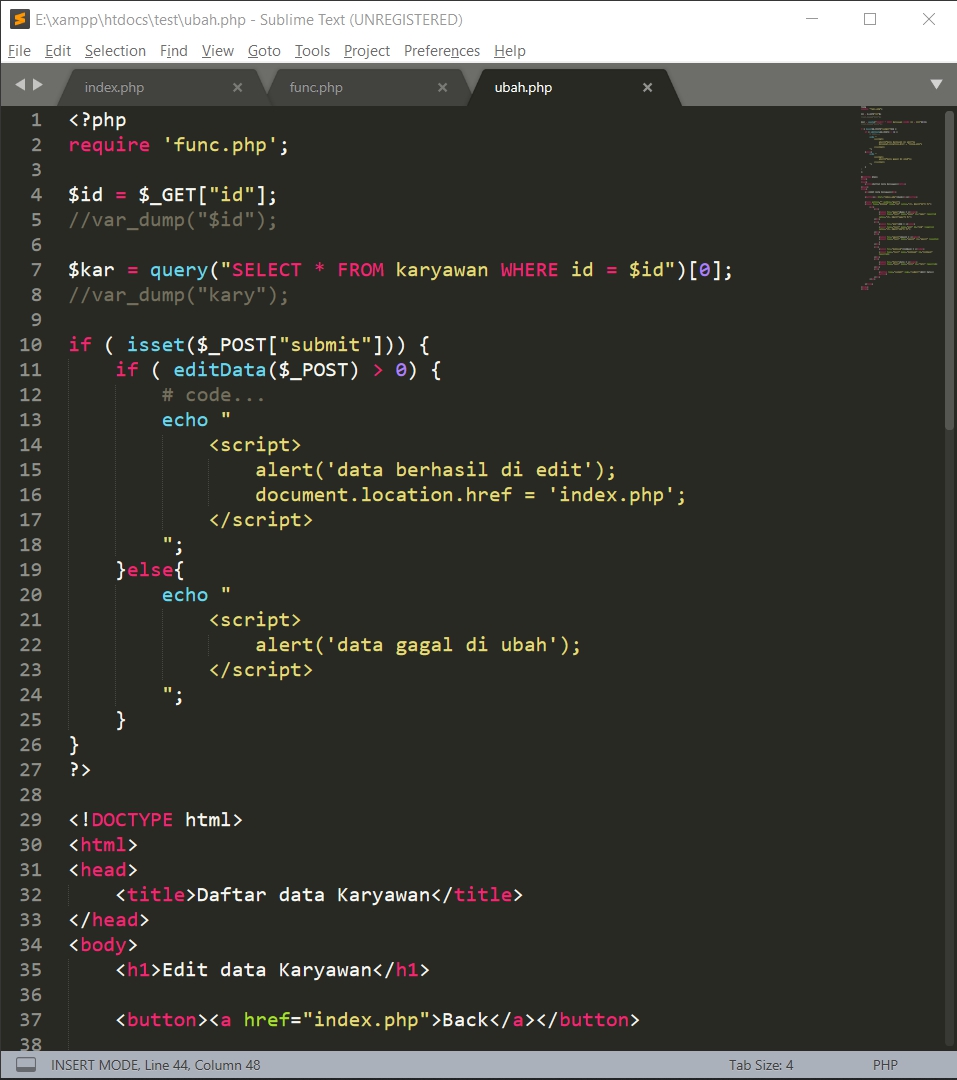 E:\xampp\htdocs\test\ubah.php - Sublime Text (UNREGISTERED)
File Edit Selection Find View Goto Tools Project Preferences Help
index.php func.php ubah.php
1 <?php
2 require 'func.php';
3
4 $id = $_GET["id"];
5 //var_dump("$id");
6
7 $kar = query("SELECT * FROM karyawan WHERE id = $id")[0];
8 //var_dump("kary");
9
10 if ( isset($_POST["submit"])) {
11 if ( editData($_POST) > 0) {
12 # code...
13 echo "
14 <script>
15 alert('data berhasil di edit');
16 document.location.href = 'index.php';
17 </script>
18 ";
19 }else{
20 echo "
21 <script>
22 alert('data gagal di ubah');
23 </script>
24 ";
25 }
26 }
27 ?>
28
29 <!DOCTYPE html>
30 <html>
31 <head>
32 <title>Daftar data Karyawan</title>
33 </head>
34 <body>
35 <h1>Edit data Karyawan</h1>
36
37 <button><a href="index.php">Back</a></button>
38
INSERT MODE, Line 44, Column 48 Tab Size: 4 PHP